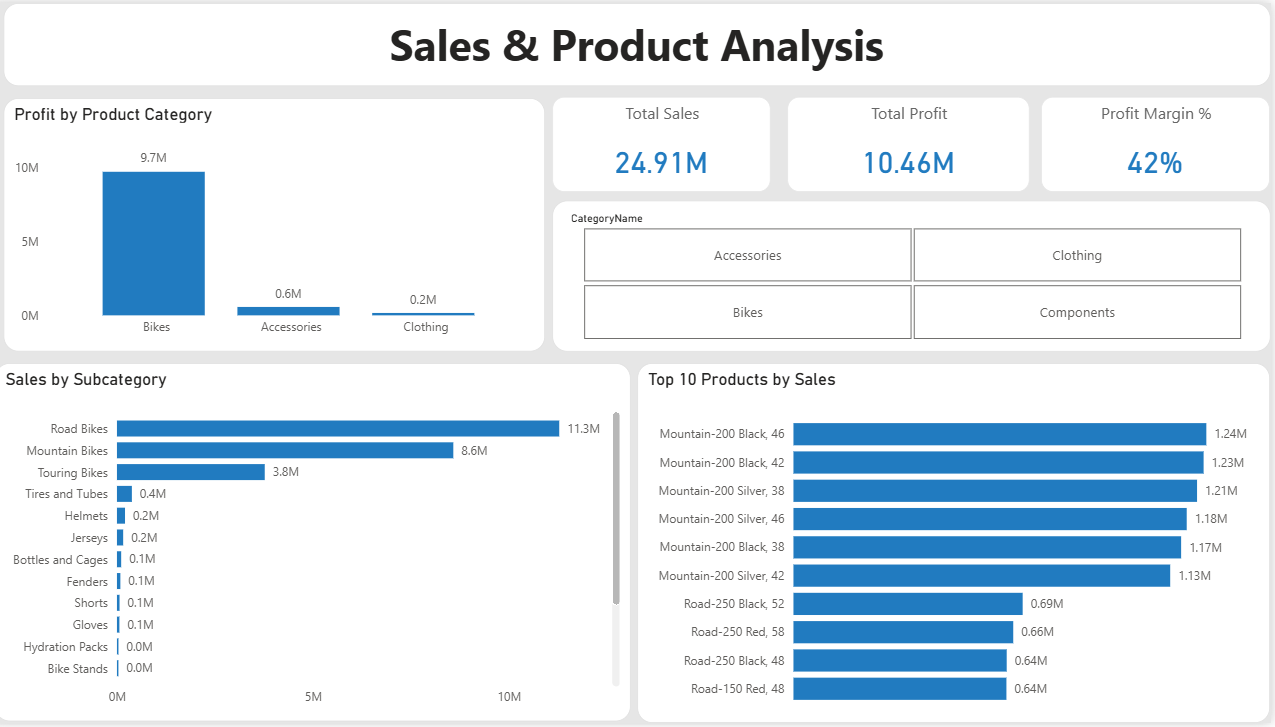 Sales & Product Analysis
Profit by Product Category
10M
5M
0M
9.7M
0.6M
0.2M
Bikes
Accessories
Clothing
Total Sales
24.91M
Total Profit
10.46M
Profit Margin %
42%
CategoryName
Accessories
Clothing
Bikes
Components
Sales by Subcategory
Road Bikes 11.3M
Mountain Bikes 8.6M
Touring Bikes 3.8M
Tires and Tubes 0.4M
Helmets 0.2M
Jerseys 0.2M
Bottles and Cages 0.1M
Fenders 0.1M
Shorts 0.1M
Gloves 0.1M
Hydration Packs 0.0M
Bike Stands 0.0M
0M 5M 10M
Top 10 Products by Sales
Mountain-200 Black, 46 1.24M
Mountain-200 Black, 42 1.23M
Mountain-200 Silver, 38 1.21M
Mountain-200 Silver, 46 1.18M
Mountain-200 Black, 38 1.17M
Mountain-200 Silver, 42 1.13M
Road-250 Black, 52 0.69M
Road-250 Red, 58 0.66M
Road-250 Black, 48 0.64M
Road-150 Red, 48 0.64M